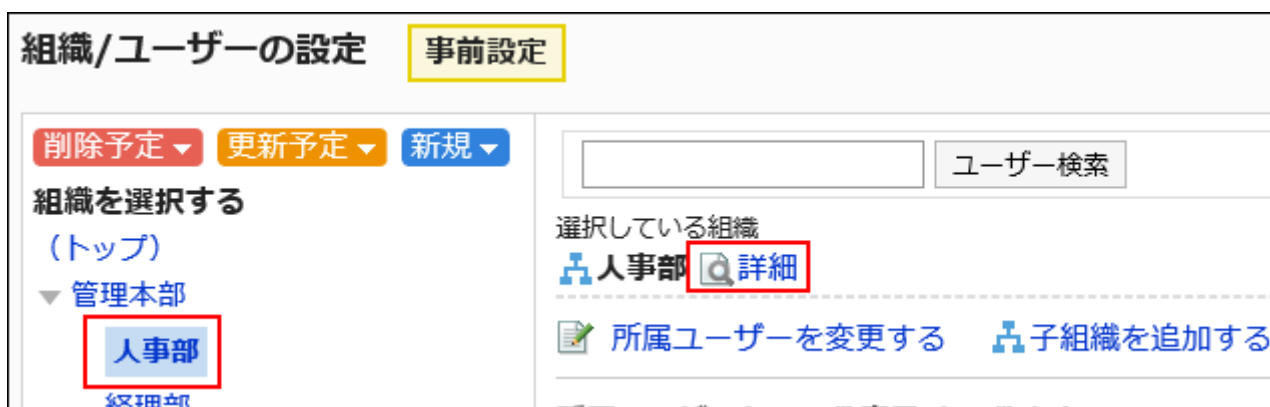 組織/ユーザーの設定 事前設定
削除予定 更新予定 新規
組織を選択する
(トップ)
管理本部
人事部
経理部
ユーザー検索
選択している組織
人事部 詳細
所属ユーザーを変更する 子組織を追加する